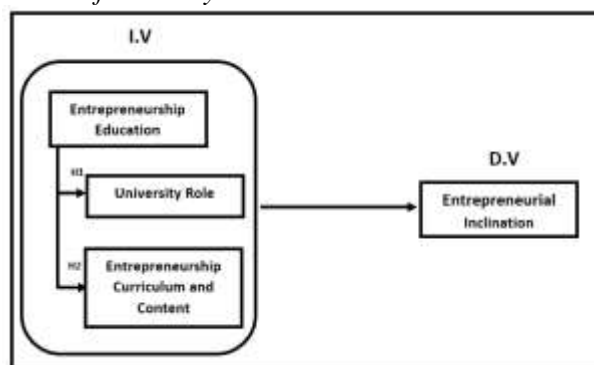 I.V
Entrepreneurship
Education
H1
University Role
H2
Entrepreneurship
Curriculum and
Content
D.V
Entrepreneurial
Inclination